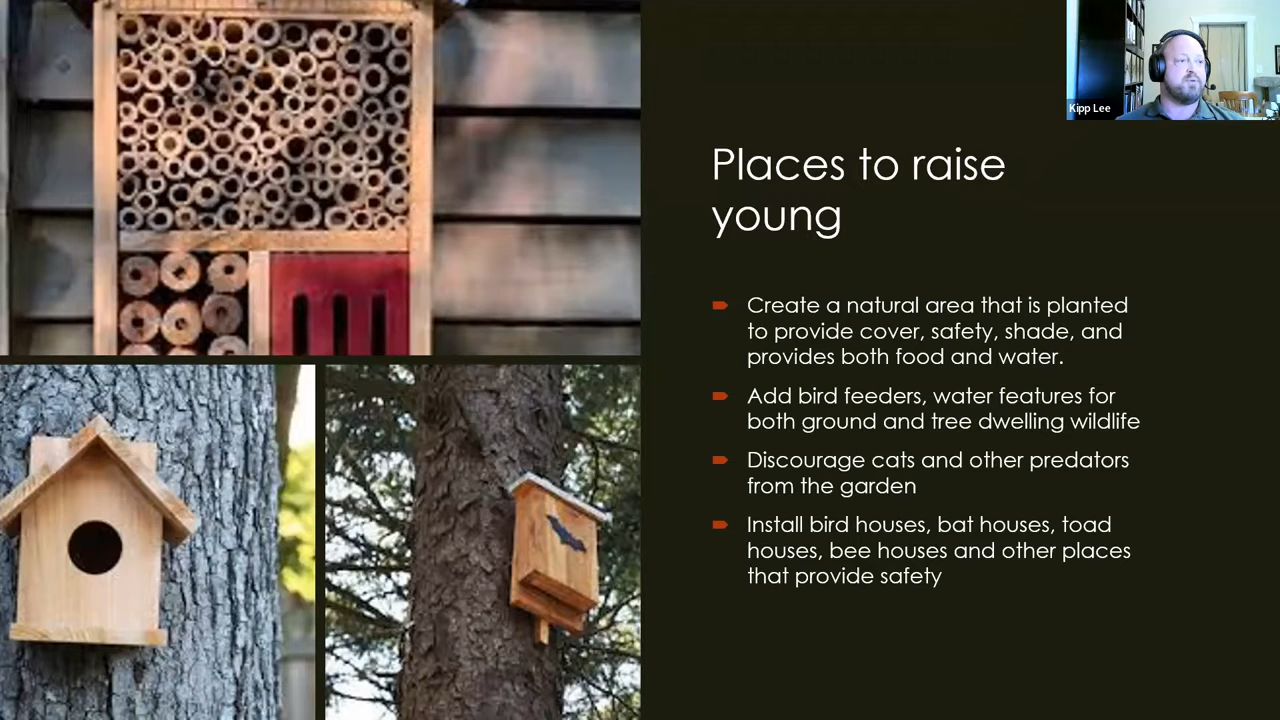 Kipp Lee
Places to raise
young
Create a natural area that is planted
to provide cover, safety, shade, and
provides both food and water.
Add bird feeders, water features for
both ground and tree dwelling wildlife
Discourage cats and other predators
from the garden
Install bird houses, bat houses, toad
houses, bee houses and other places
that provide safety